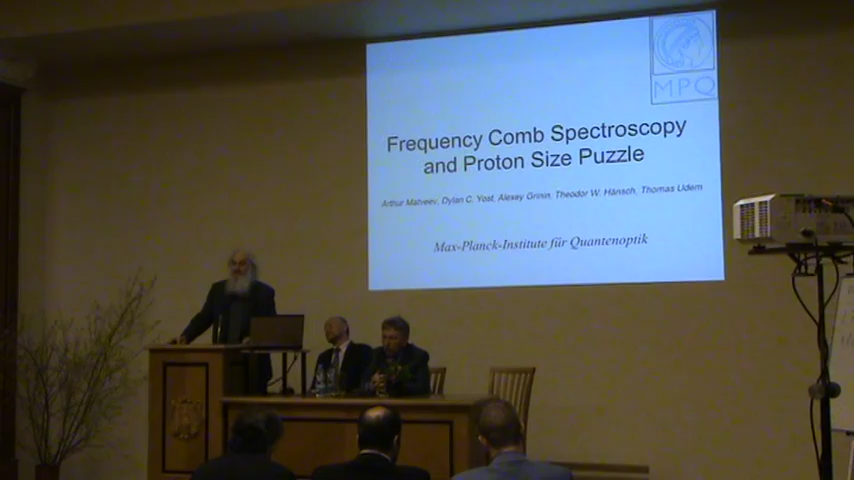 MPQ
Frequency Comb Spectroscopy
and Proton Size Puzzle
Arthur Matveev, Dylan C. Yost, Alexey Grinin, Theodor W. Hänsch, Thomas Udem
Max-Planck-Institute für Quantenoptik